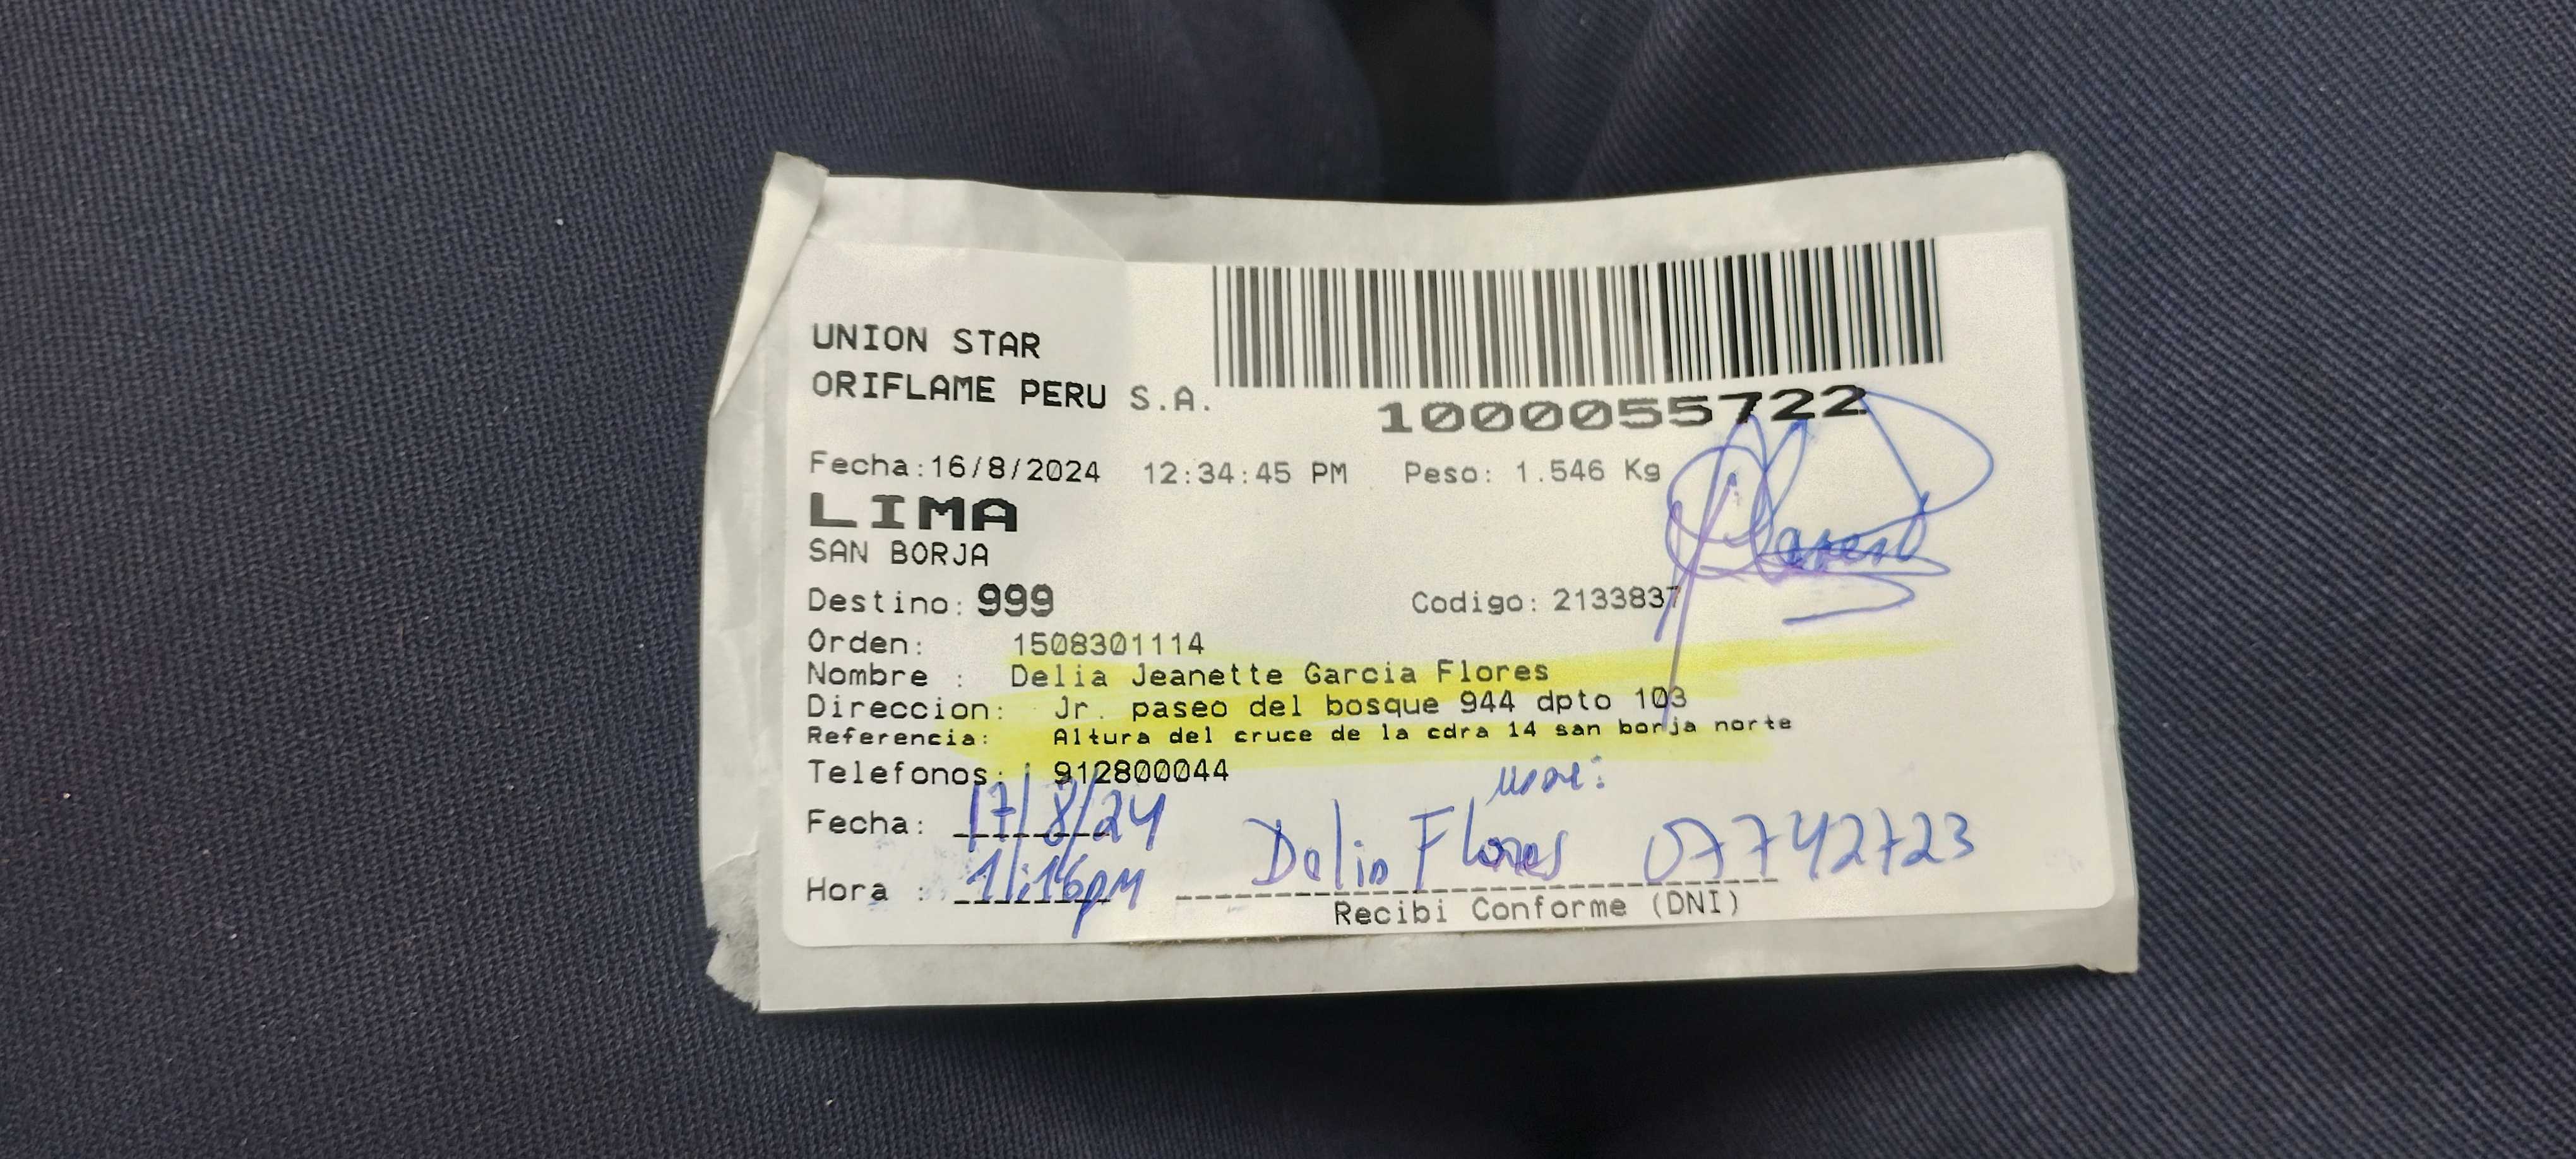 UNION STAR
ORIFLAME PERU S.A.
1000055722
Fecha:16/8/2024 12:34:45 PM Peso: 1.546 Kg
LIMA
SAN BORJA
Destino: 999 Codigo: 2133837
Orden: 1508301114
Nombre : Delia Jeanette Garcia Flores
Direccion: Jr. paseo del bosque 944 dpto 103
Referencia: Altura del cruce de la cdra 14 san borja norte
Telefonos: 912800044
Fecha: 17/8/24
Hora : 1:16pm Delia Flores 07742723
Recibi Conforme (DNI)